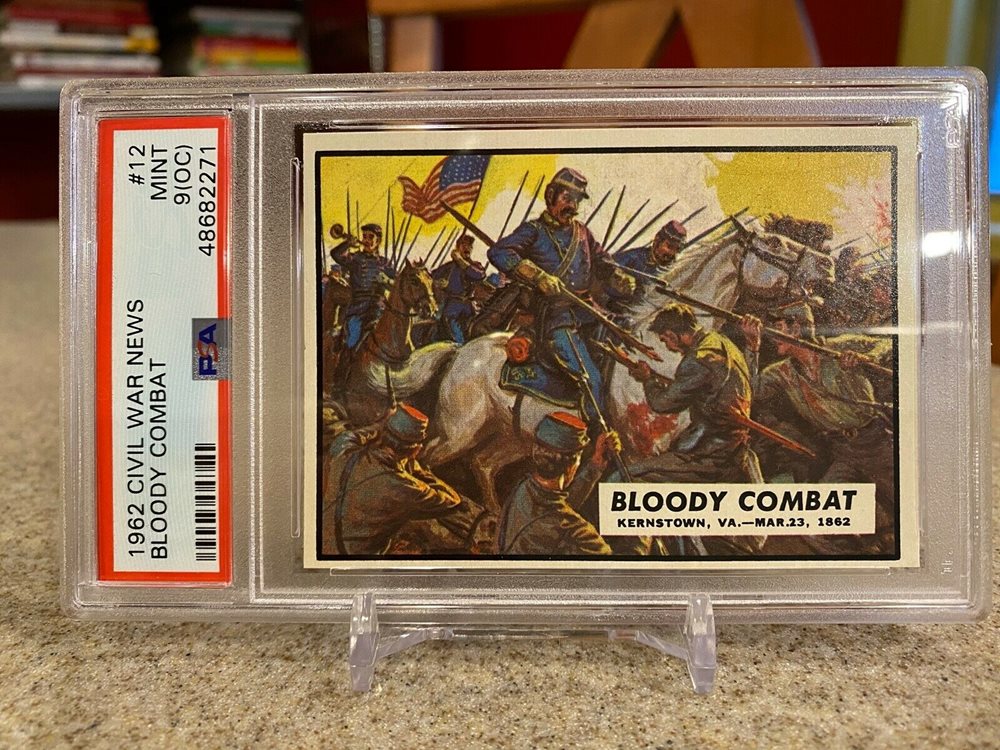 1962 CIVIL WAR NEWS
BLOODY COMBAT
#12
MINT
9(OC)
48682271
PSA
BLOODY COMBAT
KERNSTOWN, VA.—MAR.23, 1862